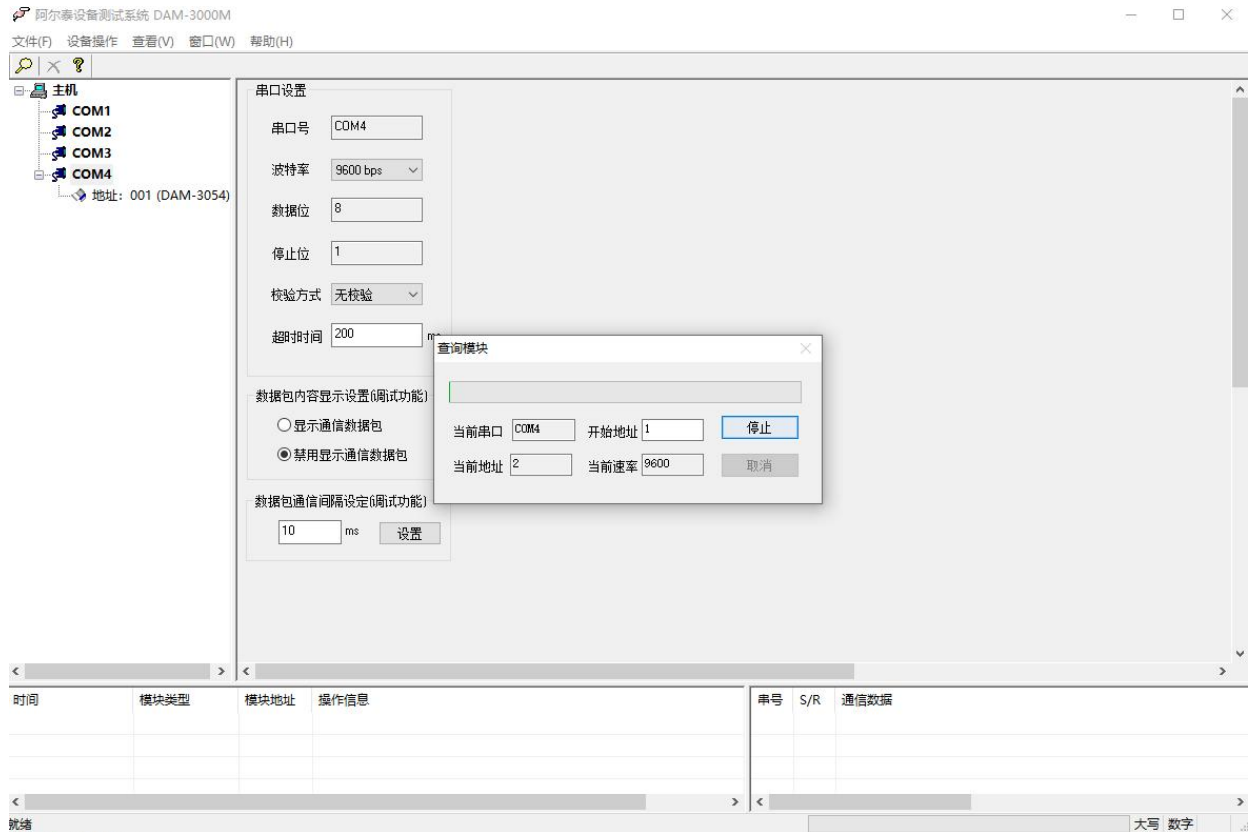 阿尔泰设备测试系统 DAM-3000M
文件(F) 设备操作 查看(V) 窗口(W) 帮助(H)
主机
COM1
COM2
COM3
COM4
地址：001 (DAM-3054)
串口设置
串口号 COM4
波特率 9600 bps
数据位 8
停止位 1
校验方式 无校验
超时时间 200
数据包内容显示设置(调试功能)
显示通信数据包
禁用显示通信数据包
数据包通信间隔设定(调试功能)
10 ms 设置
查询模块
当前串口 COM4 开始地址 1 停止
当前地址 2 当前速率 9600 取消
时间 模块类型 模块地址 操作信息
串号 S/R 通信数据
就绪
大写 数字